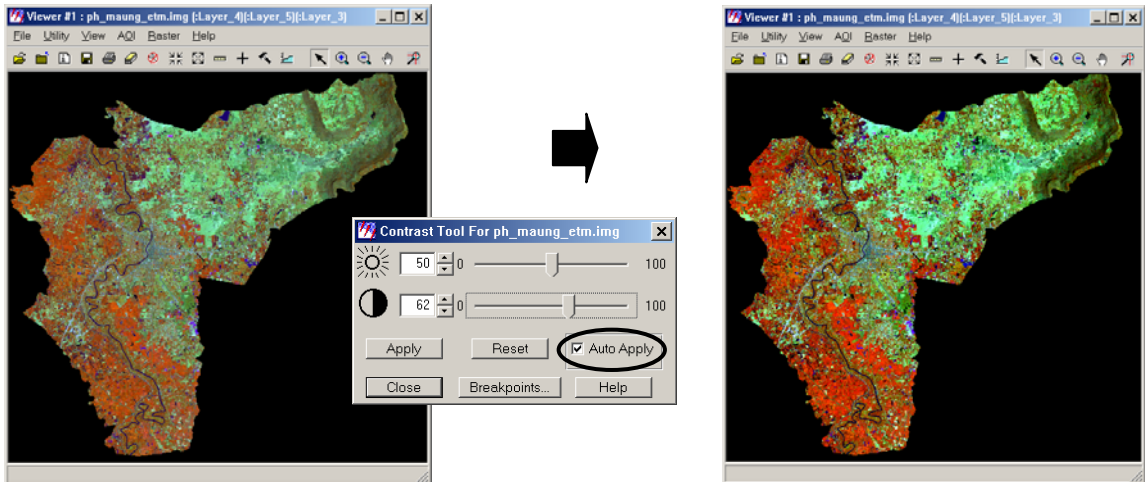 Viewer #1 : ph_maung_etm.img (:Layer_4)(:Layer_5)(:Layer_3)
File Utility View AOI Raster Help
Viewer #1 : ph_maung_etm.img (:Layer_4)(:Layer_5)(:Layer_3)
File Utility View AOI Raster Help
Contrast Tool For ph_maung_etm.img
50 0 100
62 0 100
Apply Reset Auto Apply
Close Breakpoints... Help